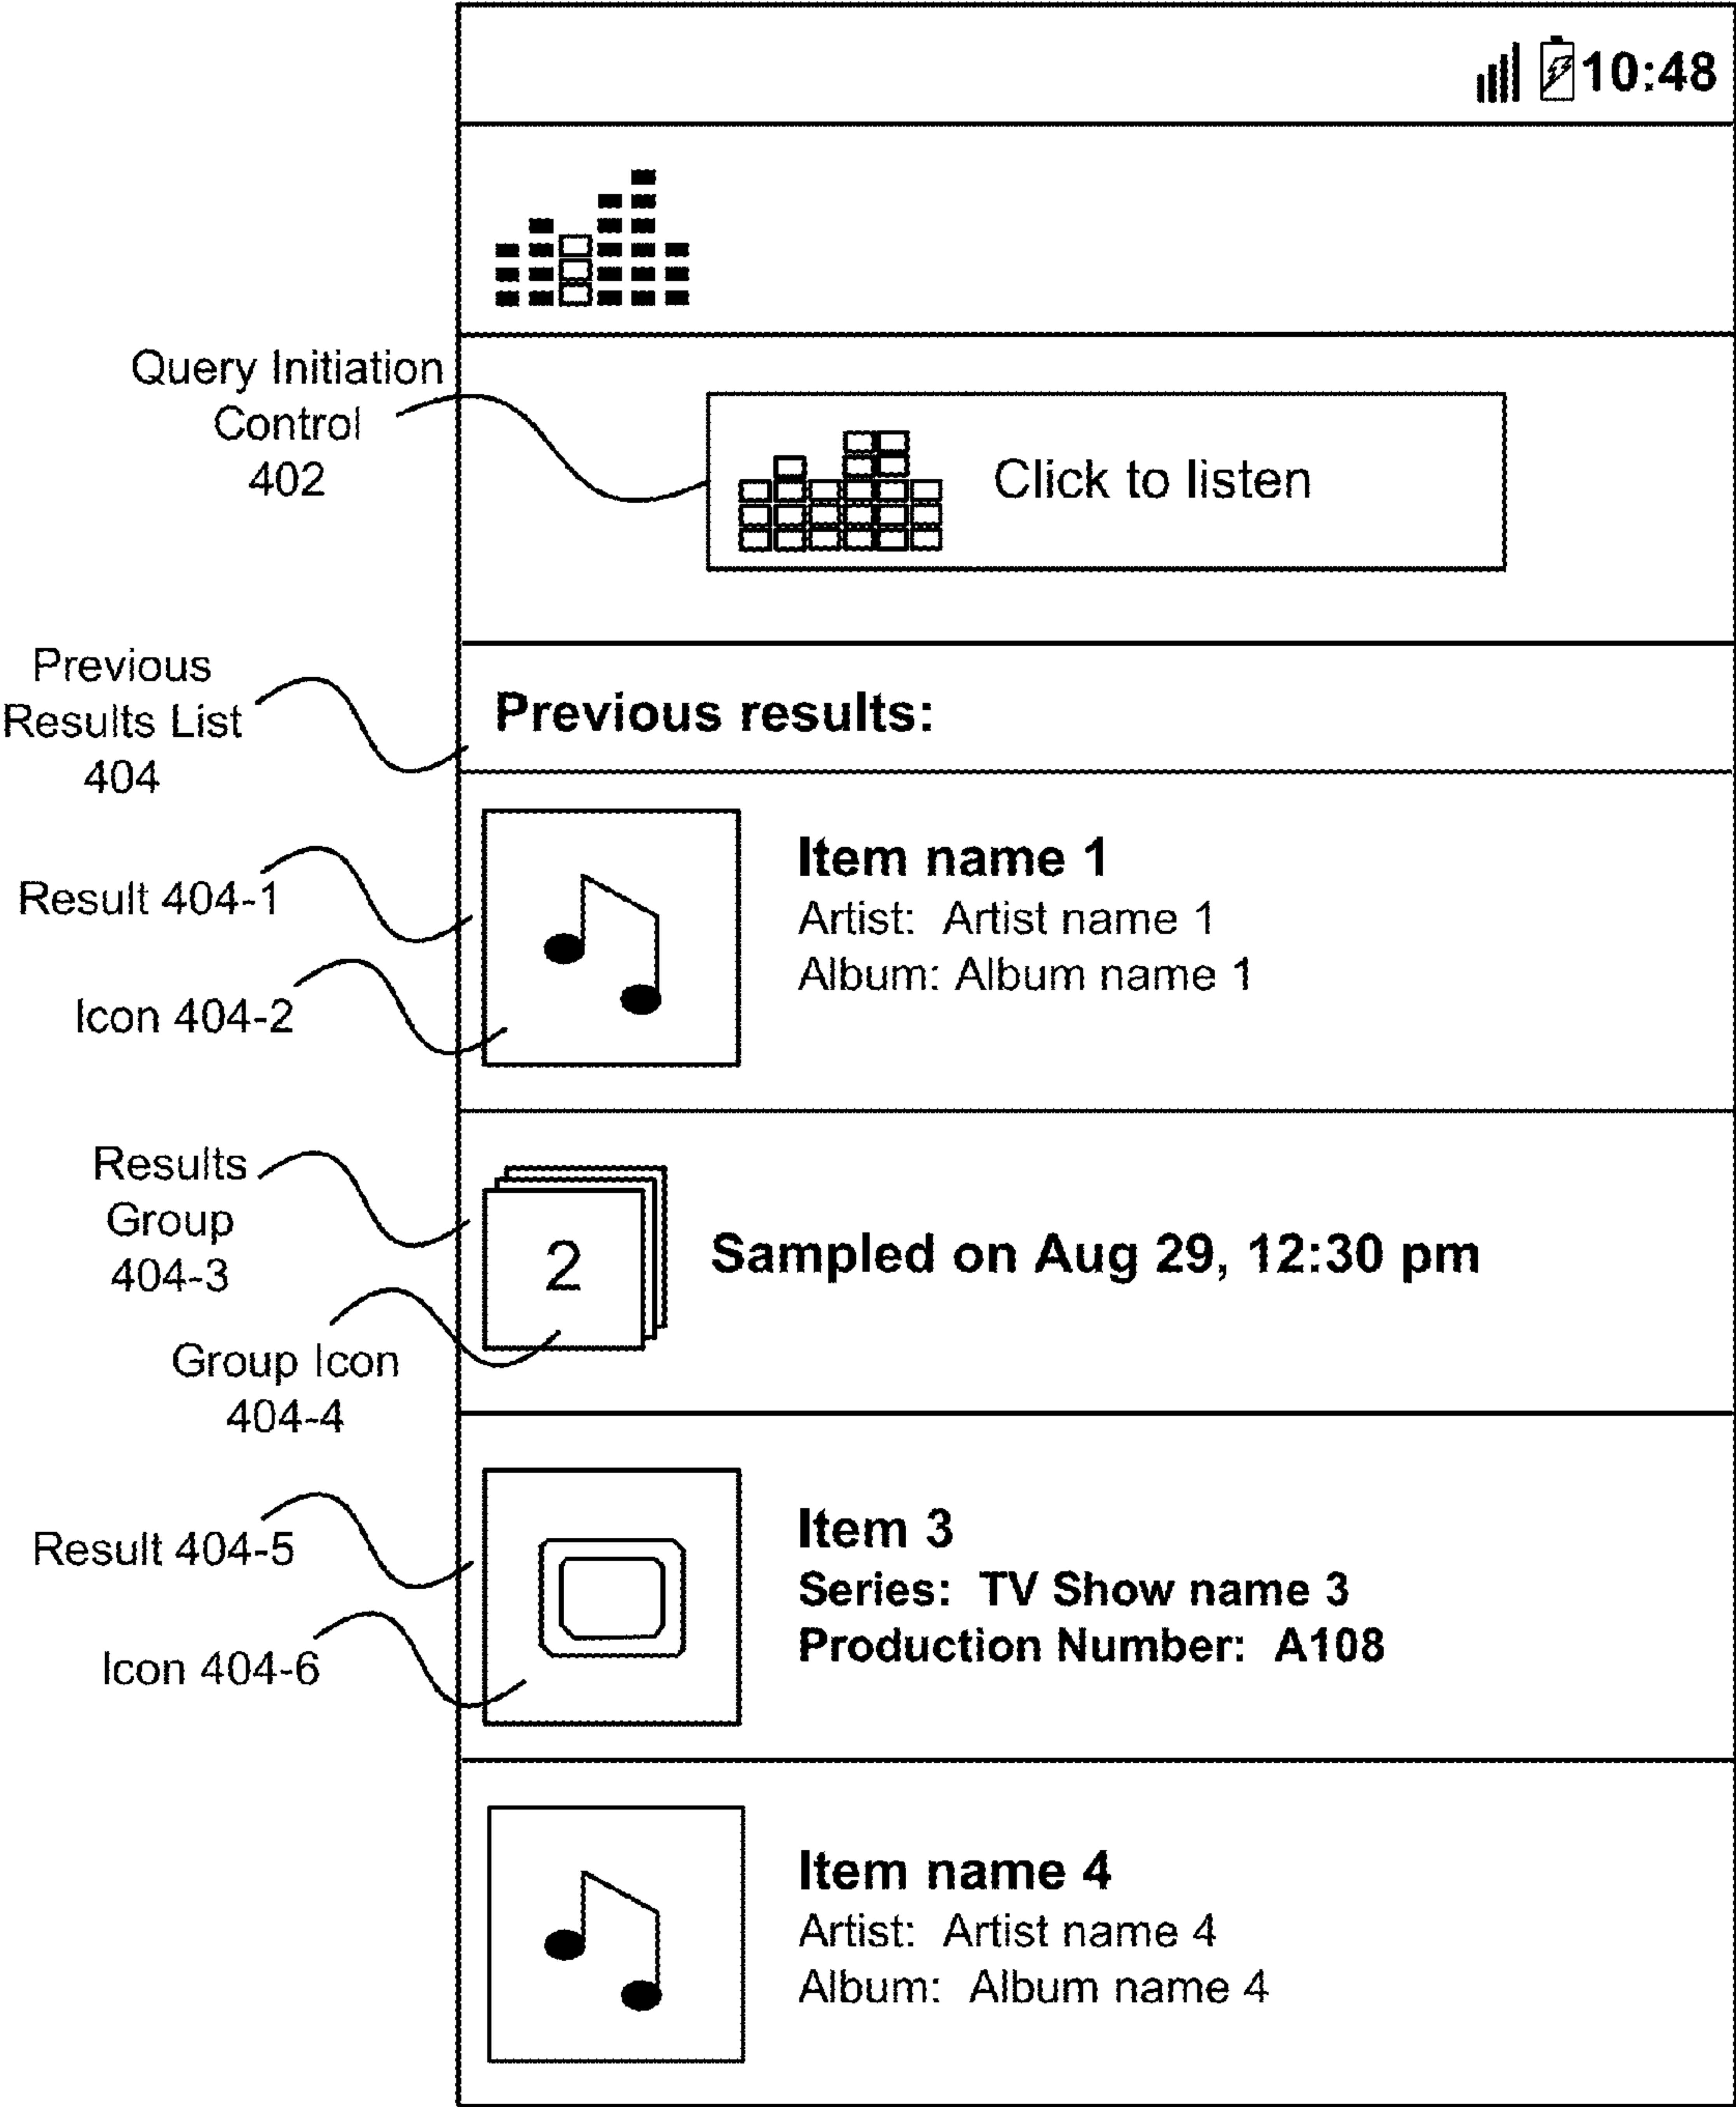 10:48
Query Initiation
Control
402
Click to listen
Previous
Results List
404
Previous results:
Result 404-1
Icon 404-2
Item name 1
Artist: Artist name 1
Album: Album name 1
Results
Group
404-3
Group Icon
404-4
2
Sampled on Aug 29, 12:30 pm
Result 404-5
Icon 404-6
Item 3
Series: TV Show name 3
Production Number: A108
Item name 4
Artist: Artist name 4
Album: Album name 4